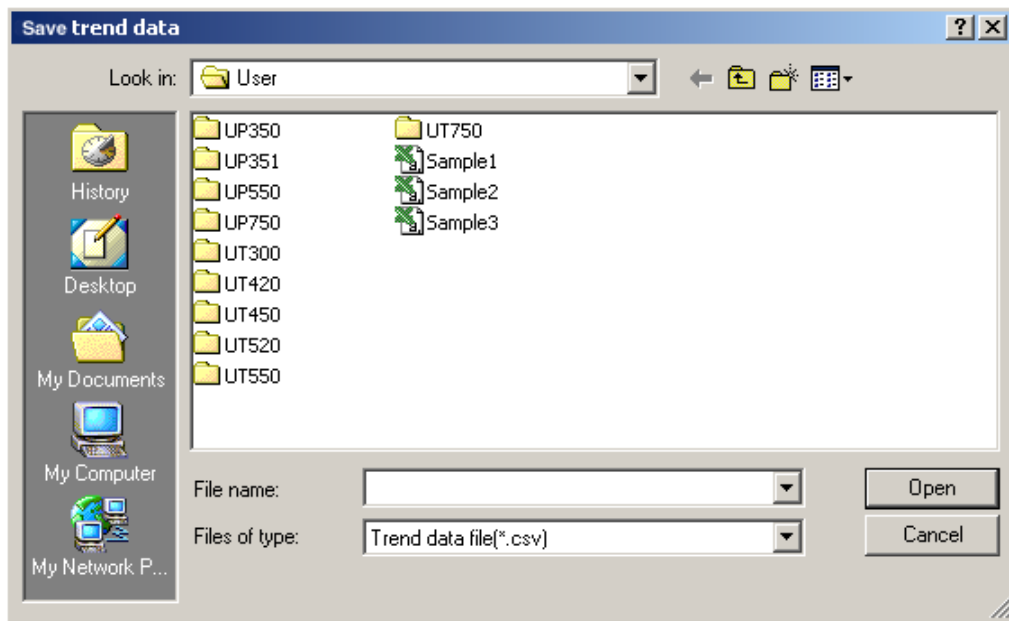 Save trend data
Look in: User
History
Desktop
My Documents
My Computer
My Network P...
UP350
UP351
UP550
UP750
UT300
UT420
UT450
UT520
UT550
UT750
Sample1
Sample2
Sample3
File name:
Open
Files of type: Trend data file(*.csv)
Cancel